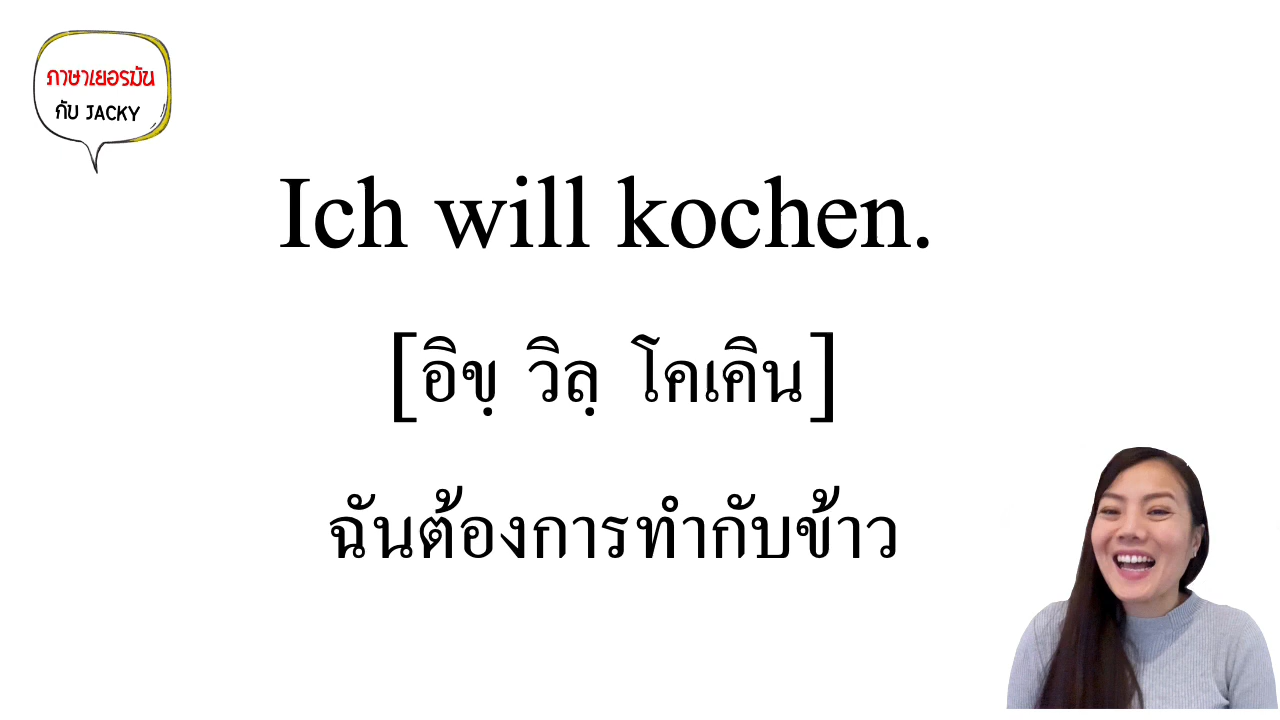 ภาษาเยอรมัน
กับ JACKY
Ich will kochen.
[อิขฺ วิลฺ โคเคิน]
ฉันต้องการทำกับข้าว